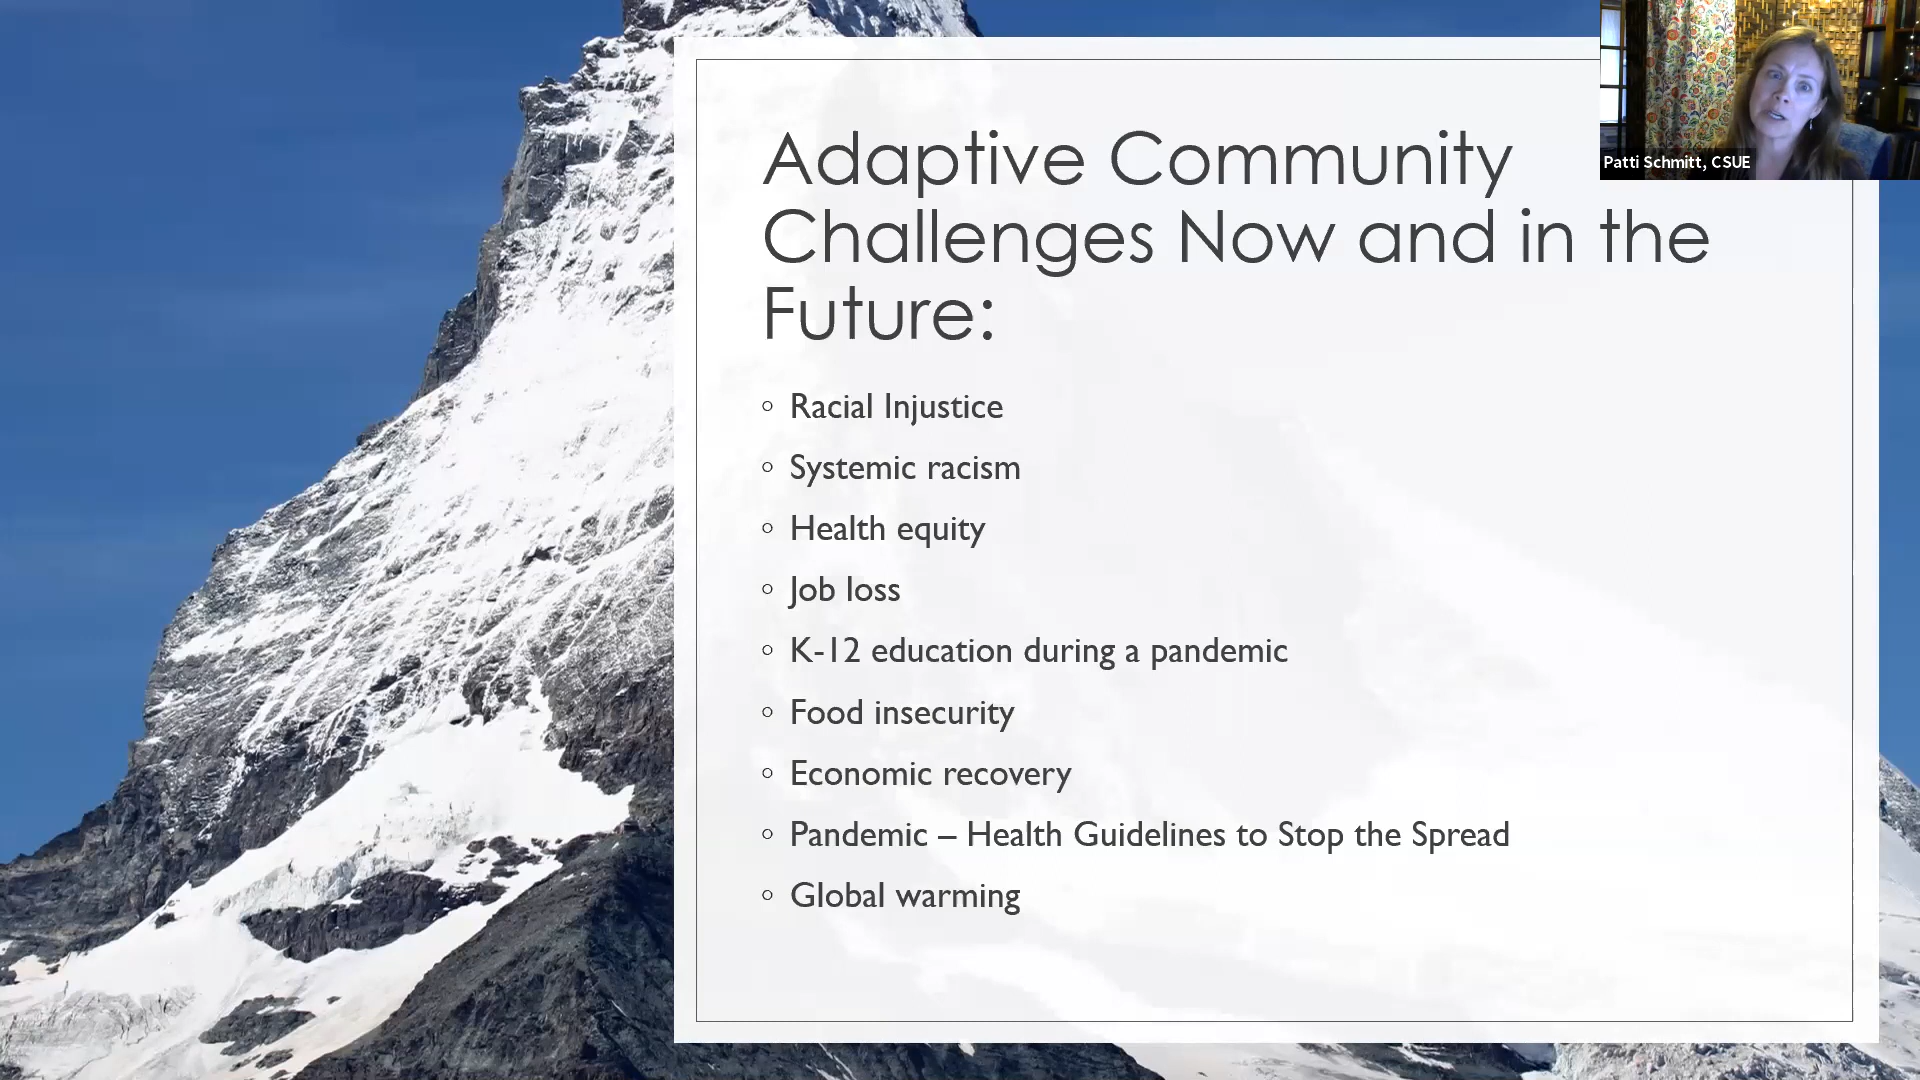 Adaptive Community
Challenges Now and in the
Future:
◦ Racial Injustice
◦ Systemic racism
◦ Health equity
◦ Job loss
◦ K-12 education during a pandemic
◦ Food insecurity
◦ Economic recovery
◦ Pandemic – Health Guidelines to Stop the Spread
◦ Global warming
Patti Schmitt, CSUE